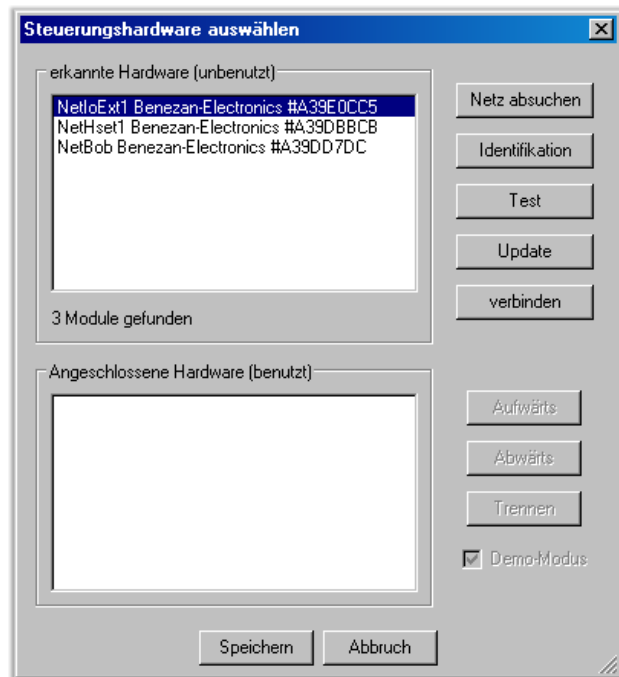 Steuerungshardware auswählen
erkannte Hardware (unbenutzt)
NetIoExt1 Benezan-Electronics #A39E0CC5
NetHset1 Benezan-Electronics #A39DBBCB
NetBob Benezan-Electronics #A39DD7DC
3 Module gefunden
Netz absuchen
Identifikation
Test
Update
verbinden
Angeschlossene Hardware (benutzt)
Aufwärts
Abwärts
Trennen
Demo-Modus
Speichern
Abbruch